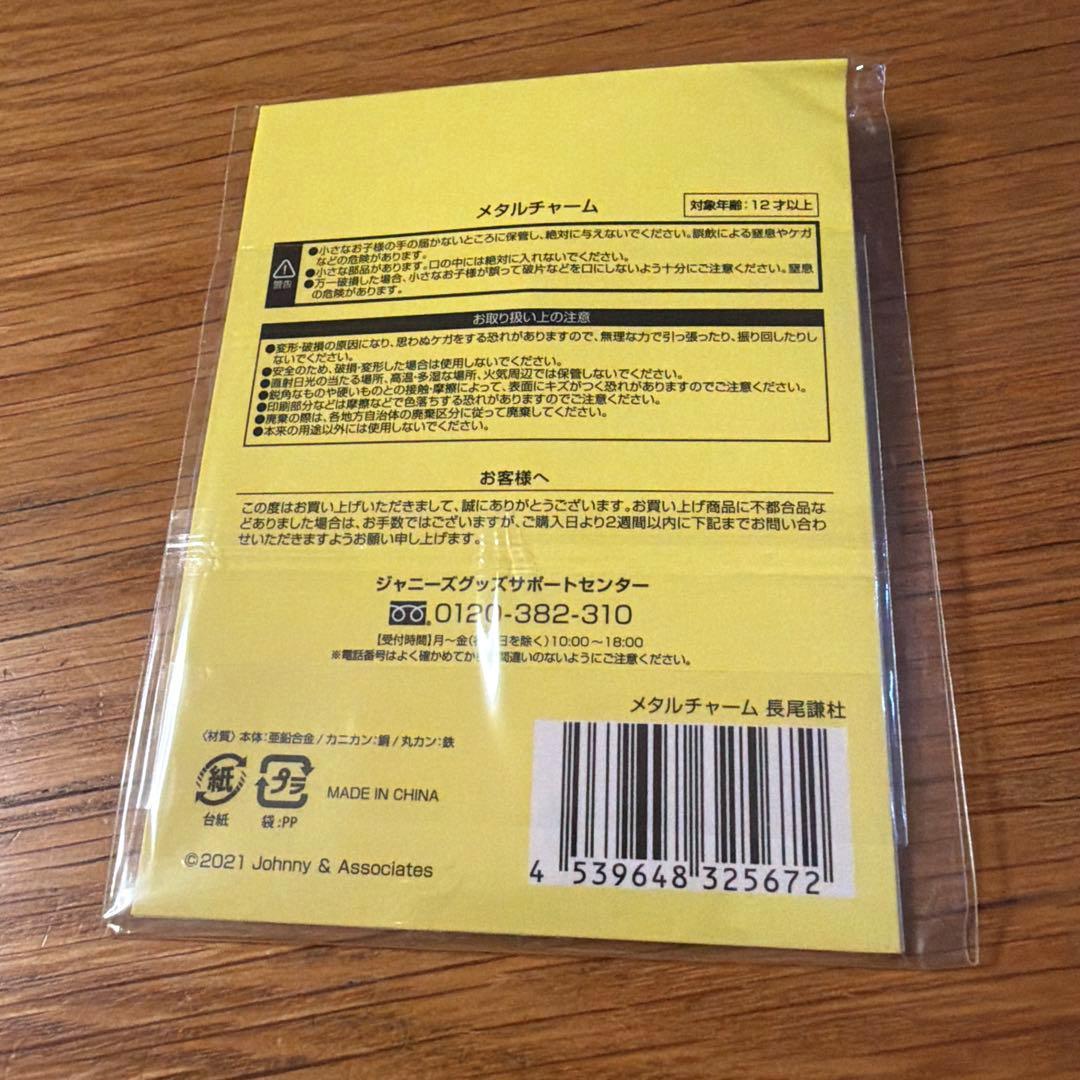 メタルチャーム
対象年齢:12才以上
警告
●小さなお子様の手の届かないところに保管し、絶対に与えないでください。誤飲による窒息やケガ
などの危険があります。
●小さな部品があります。口の中には絶対に入れないでください。
●万一破損した場合、小さなお子様が誤って破片などを口にしないよう十分にご注意ください。窒息
の危険があります。
お取り扱い上の注意
●変形・破損の原因になり、思わぬケガをする恐れがありますので、無理な力で引っ張ったり、振り回したりし
ないでください。
●安全のため、破損・変形した場合は使用しないでください。
●直射日光の当たる場所、高温・多湿な場所、火気周辺では保管しないでください。
●鋭角なものや硬いものとの接触・摩擦によって、表面にキズがつく恐れがありますのでご注意ください。
●印刷部分などは摩擦などで色落ちする恐れがありますのでご注意ください。
●廃棄の際は、各地方自治体の廃棄区分に従って廃棄してください。
●本来の用途以外には使用しないでください。
お客様へ
この度はお買い上げいただきまして、誠にありがとうございます。お買い上げ商品に不都合品な
どありました場合は、お手数ではございますが、ご購入日より2週間以内に下記までお問い合わ
せいただきますようお願い申し上げます。
ジャニーズグッズサポートセンター
0120-382-310
【受付時間】月~金( 日を除く)10:00~18:00
※電話番号はよく確かめてから 間違いのないようにご注意ください。
メタルチャーム 長尾謙杜
〈材質〉本体:亜鉛合金/カニカン:銅/丸カン:鉄
紙 プラ MADE IN CHINA
台紙 袋:PP
©2021 Johnny & Associates
4 539648 325672